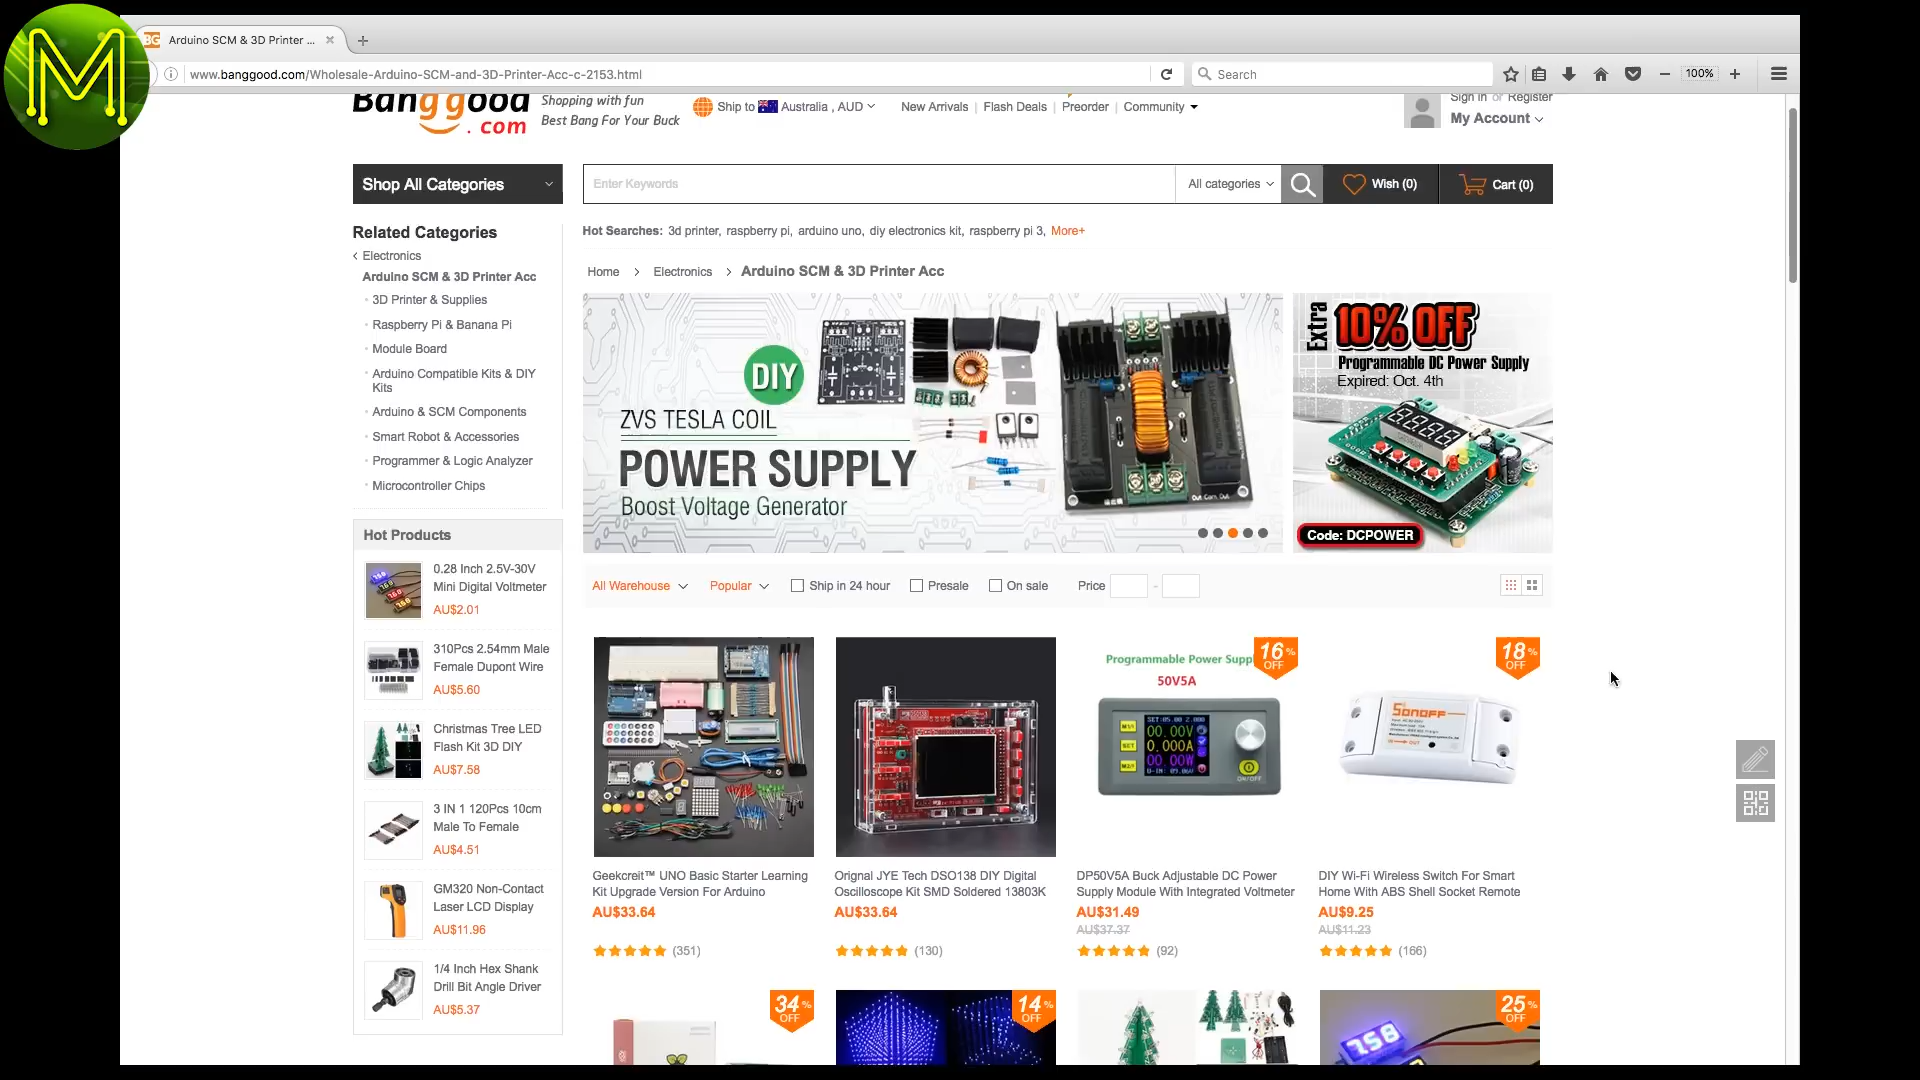 M
BG Arduino SCM & 3D Printer ...
www.banggood.com/Wholesale-Arduino-SCM-and-3D-Printer-Acc-c-2153.html
Search
100%
Banggood.com
Shopping with fun
Best Bang For Your Buck
Ship to Australia , AUD
New Arrivals | Flash Deals | Preorder | Community
Sign in or Register
My Account
Shop All Categories
Enter Keywords
All categories
Wish (0)
Cart (0)
Related Categories
Electronics
Arduino SCM & 3D Printer Acc
3D Printer & Supplies
Raspberry Pi & Banana Pi
Module Board
Arduino Compatible Kits & DIY
Kits
Arduino & SCM Components
Smart Robot & Accessories
Programmer & Logic Analyzer
Microcontroller Chips
Hot Products
0.28 Inch 2.5V-30V
Mini Digital Voltmeter
AU$2.01
310Pcs 2.54mm Male
Female Dupont Wire
AU$5.60
Christmas Tree LED
Flash Kit 3D DIY
AU$7.58
3 IN 1 120Pcs 10cm
Male To Female
AU$4.51
GM320 Non-Contact
Laser LCD Display
AU$11.96
1/4 Inch Hex Shank
Drill Bit Angle Driver
AU$5.37
Hot Searches: 3d printer, raspberry pi, arduino uno, diy electronics kit, raspberry pi 3, More+
Home > Electronics > Arduino SCM & 3D Printer Acc
DIY
ZVS TESLA COIL
POWER SUPPLY
Boost Voltage Generator
Extra
10% OFF
Programmable DC Power Supply
Expired: Oct. 4th
Code: DCPOWER
All Warehouse
Popular
Ship in 24 hour
Presale
On sale
Price -
Geekcreit™ UNO Basic Starter Learning
Kit Upgrade Version For Arduino
AU$33.64
(351)
Orignal JYE Tech DSO138 DIY Digital
Oscilloscope Kit SMD Soldered 13803K
AU$33.64
(130)
16% OFF
Programmable Power Suppl
50V5A
00.00V
0.000A
00.00W
ON/OFF
DP50V5A Buck Adjustable DC Power
Supply Module With Integrated Voltmeter
AU$31.49
AU$37.37
(92)
18% OFF
SONOFF
DIY Wi-Fi Wireless Switch For Smart
Home With ABS Shell Socket Remote
AU$9.25
AU$11.23
(166)
34% OFF
14% OFF
25% OFF